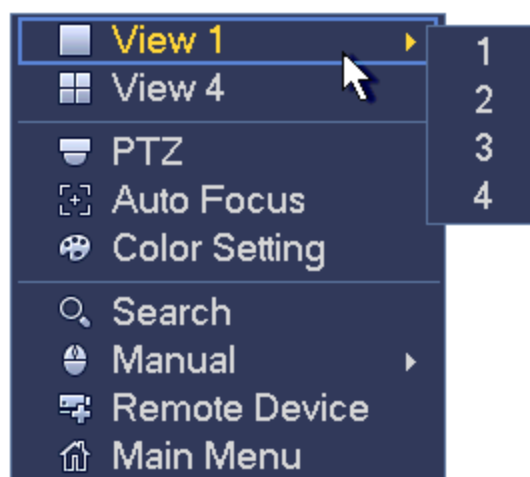 View 1
View 4
PTZ
Auto Focus
Color Setting
Search
Manual
Remote Device
Main Menu
1
2
3
4